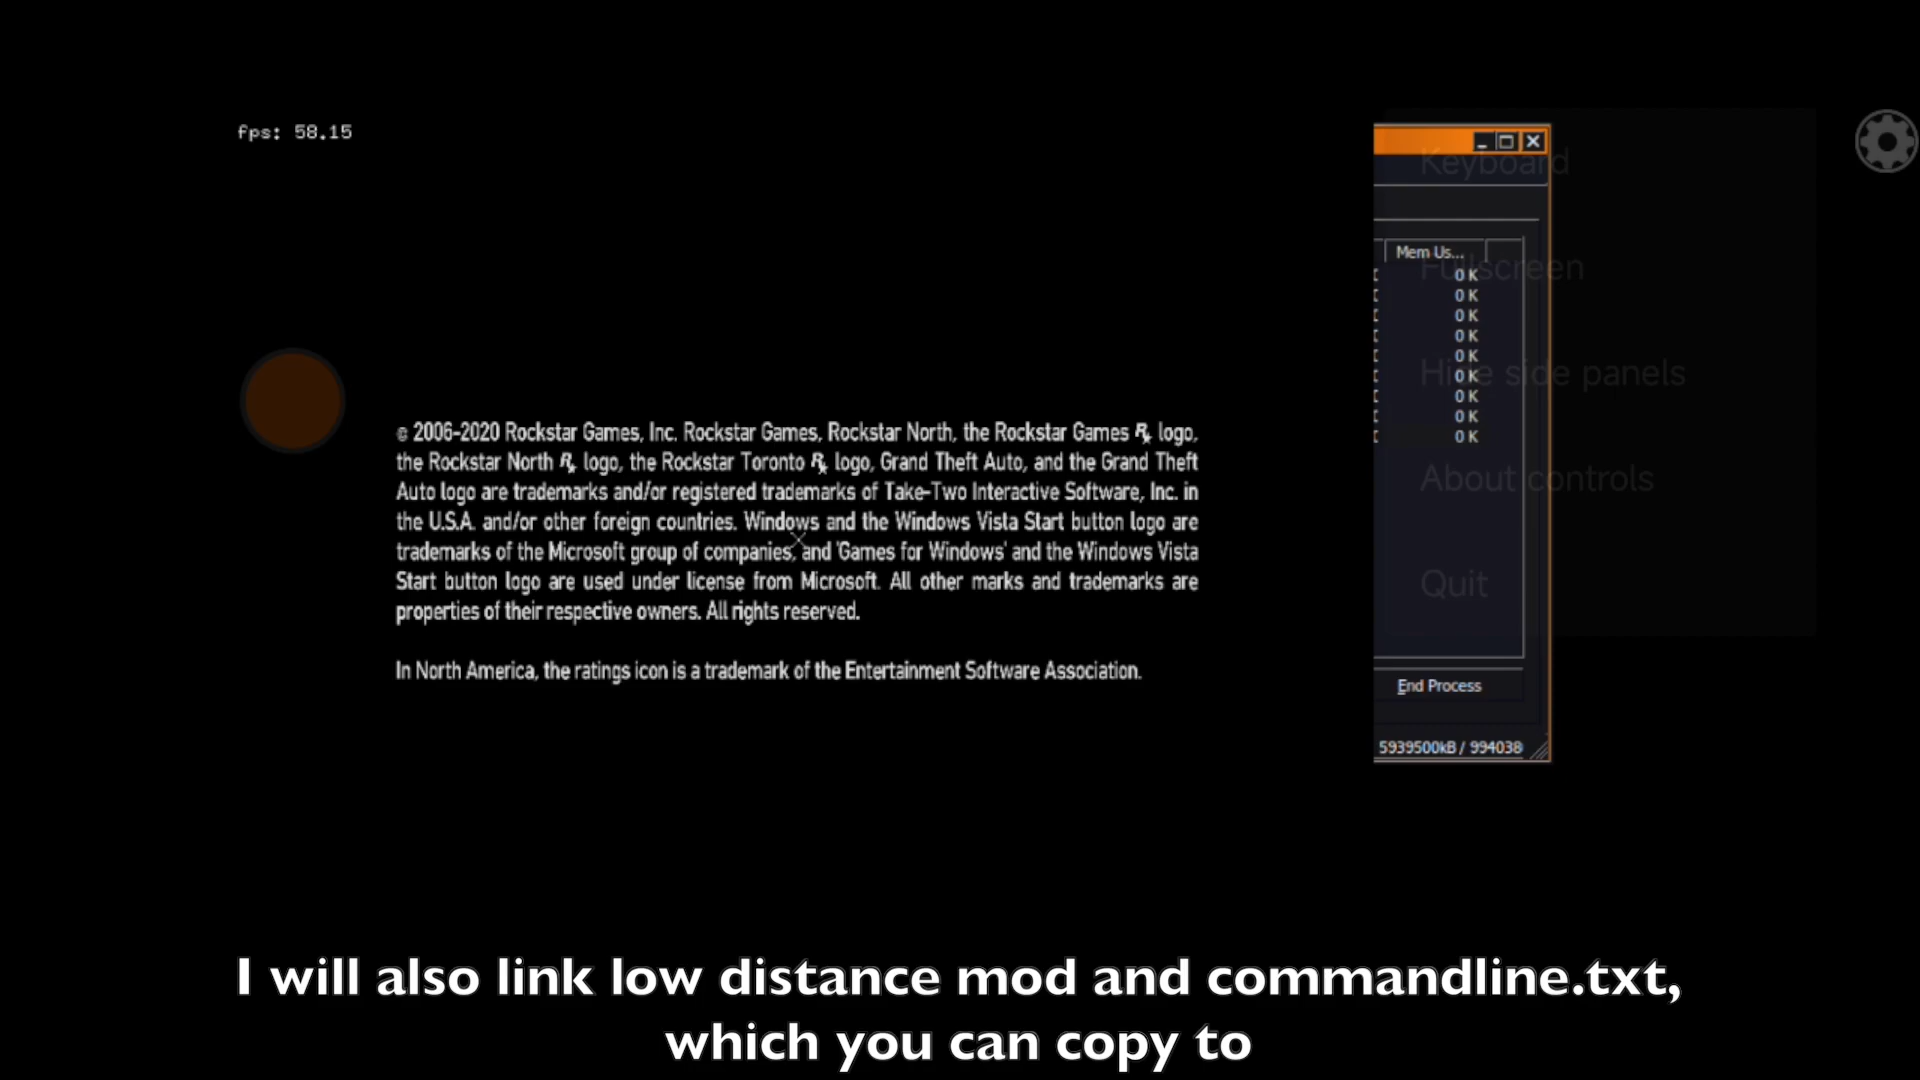 fps: 58.15
Keyboard
Mem Us...
Fullscreen
0 K
0 K
0 K
0 K
0 K
0 K
0 K
0 K
0 K
Hide side panels
About controls
Quit
© 2006-2020 Rockstar Games, Inc. Rockstar Games, Rockstar North, the Rockstar Games R* logo,
the Rockstar North R* logo, the Rockstar Toronto R* logo, Grand Theft Auto, and the Grand Theft
Auto logo are trademarks and/or registered trademarks of Take-Two Interactive Software, Inc. in
the U.S.A. and/or other foreign countries. Windows and the Windows Vista Start button logo are
trademarks of the Microsoft group of companies, and 'Games for Windows' and the Windows Vista
Start button logo are used under license from Microsoft. All other marks and trademarks are
properties of their respective owners. All rights reserved.
In North America, the ratings icon is a trademark of the Entertainment Software Association.
End Process
5939500kB / 994038
I will also link low distance mod and commandline.txt,
which you can copy to